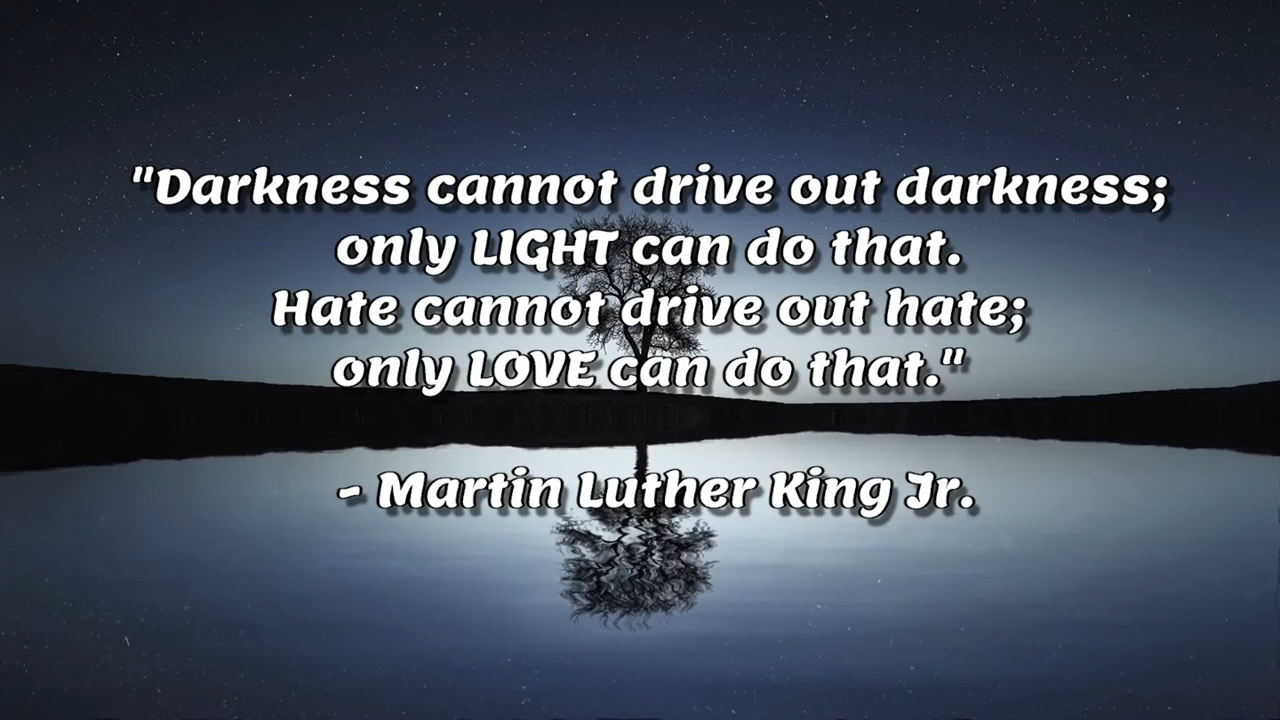 "Darkness cannot drive out darkness;
only LIGHT can do that.
Hate cannot drive out hate;
only LOVE can do that."
- Martin Luther King Jr.